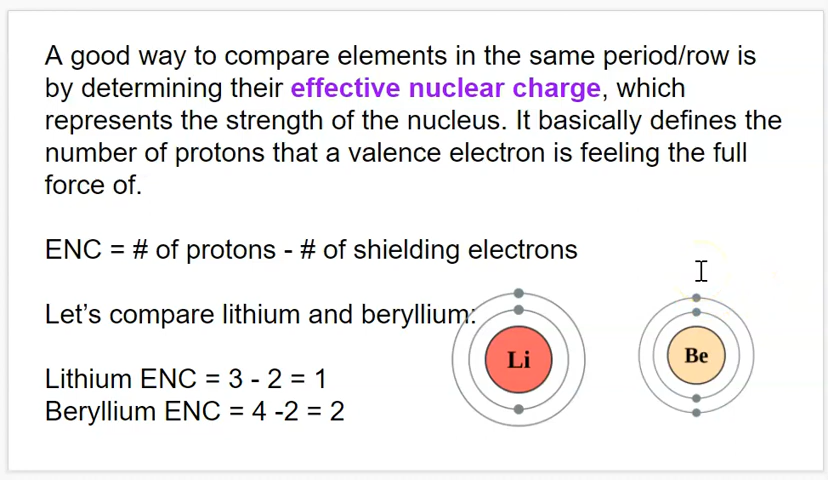 A good way to compare elements in the same period/row is
by determining their effective nuclear charge, which
represents the strength of the nucleus. It basically defines the
number of protons that a valence electron is feeling the full
force of.
ENC = # of protons - # of shielding electrons
Let’s compare lithium and beryllium:
Li
Be
Lithium ENC = 3 - 2 = 1
Beryllium ENC = 4 -2 = 2